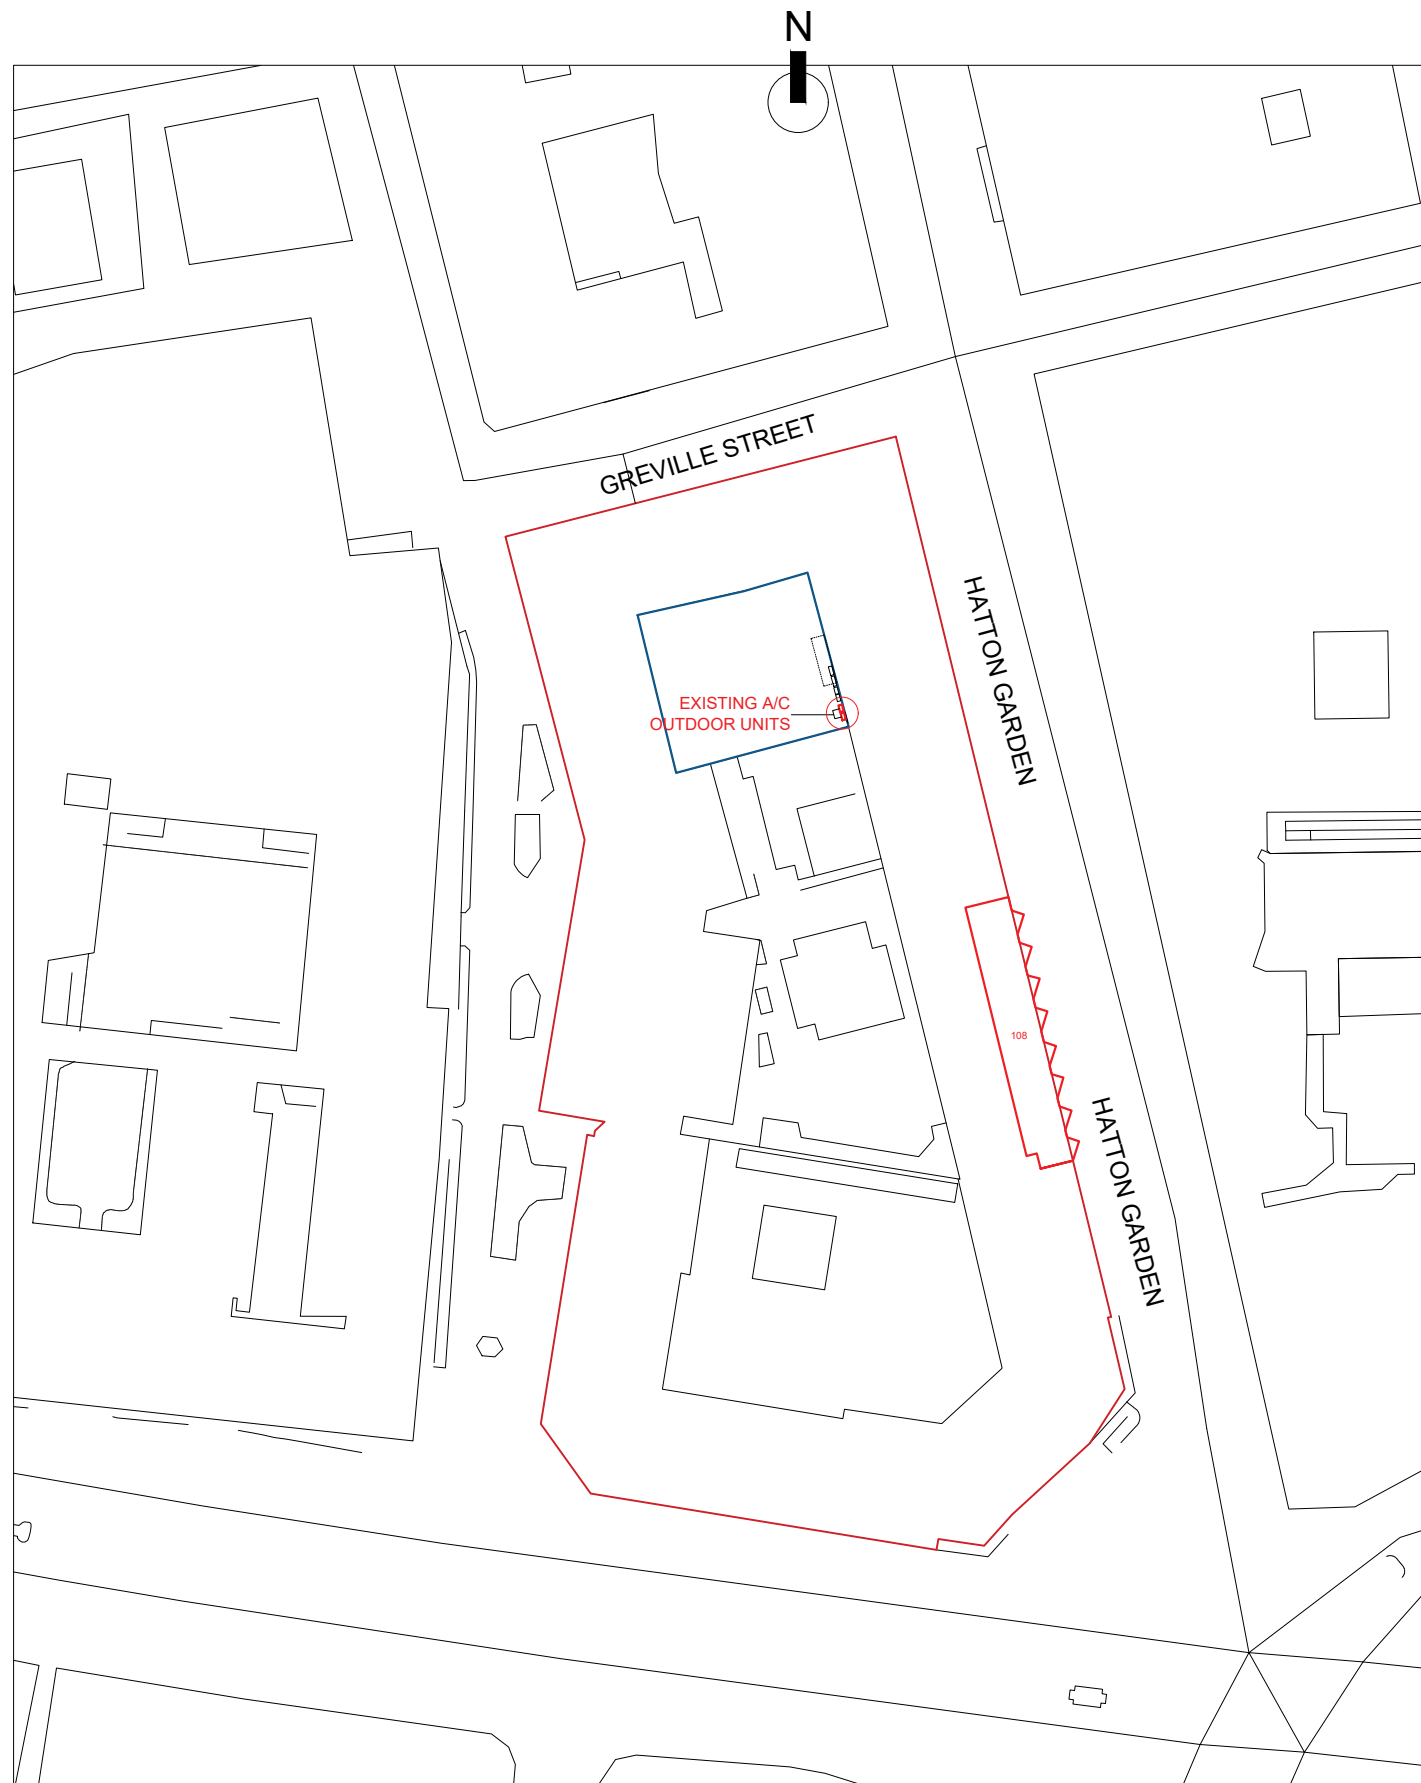 N
GREVILLE STREET
HATTON GARDEN
EXISTING A/C
OUTDOOR UNITS
108
HATTON GARDEN